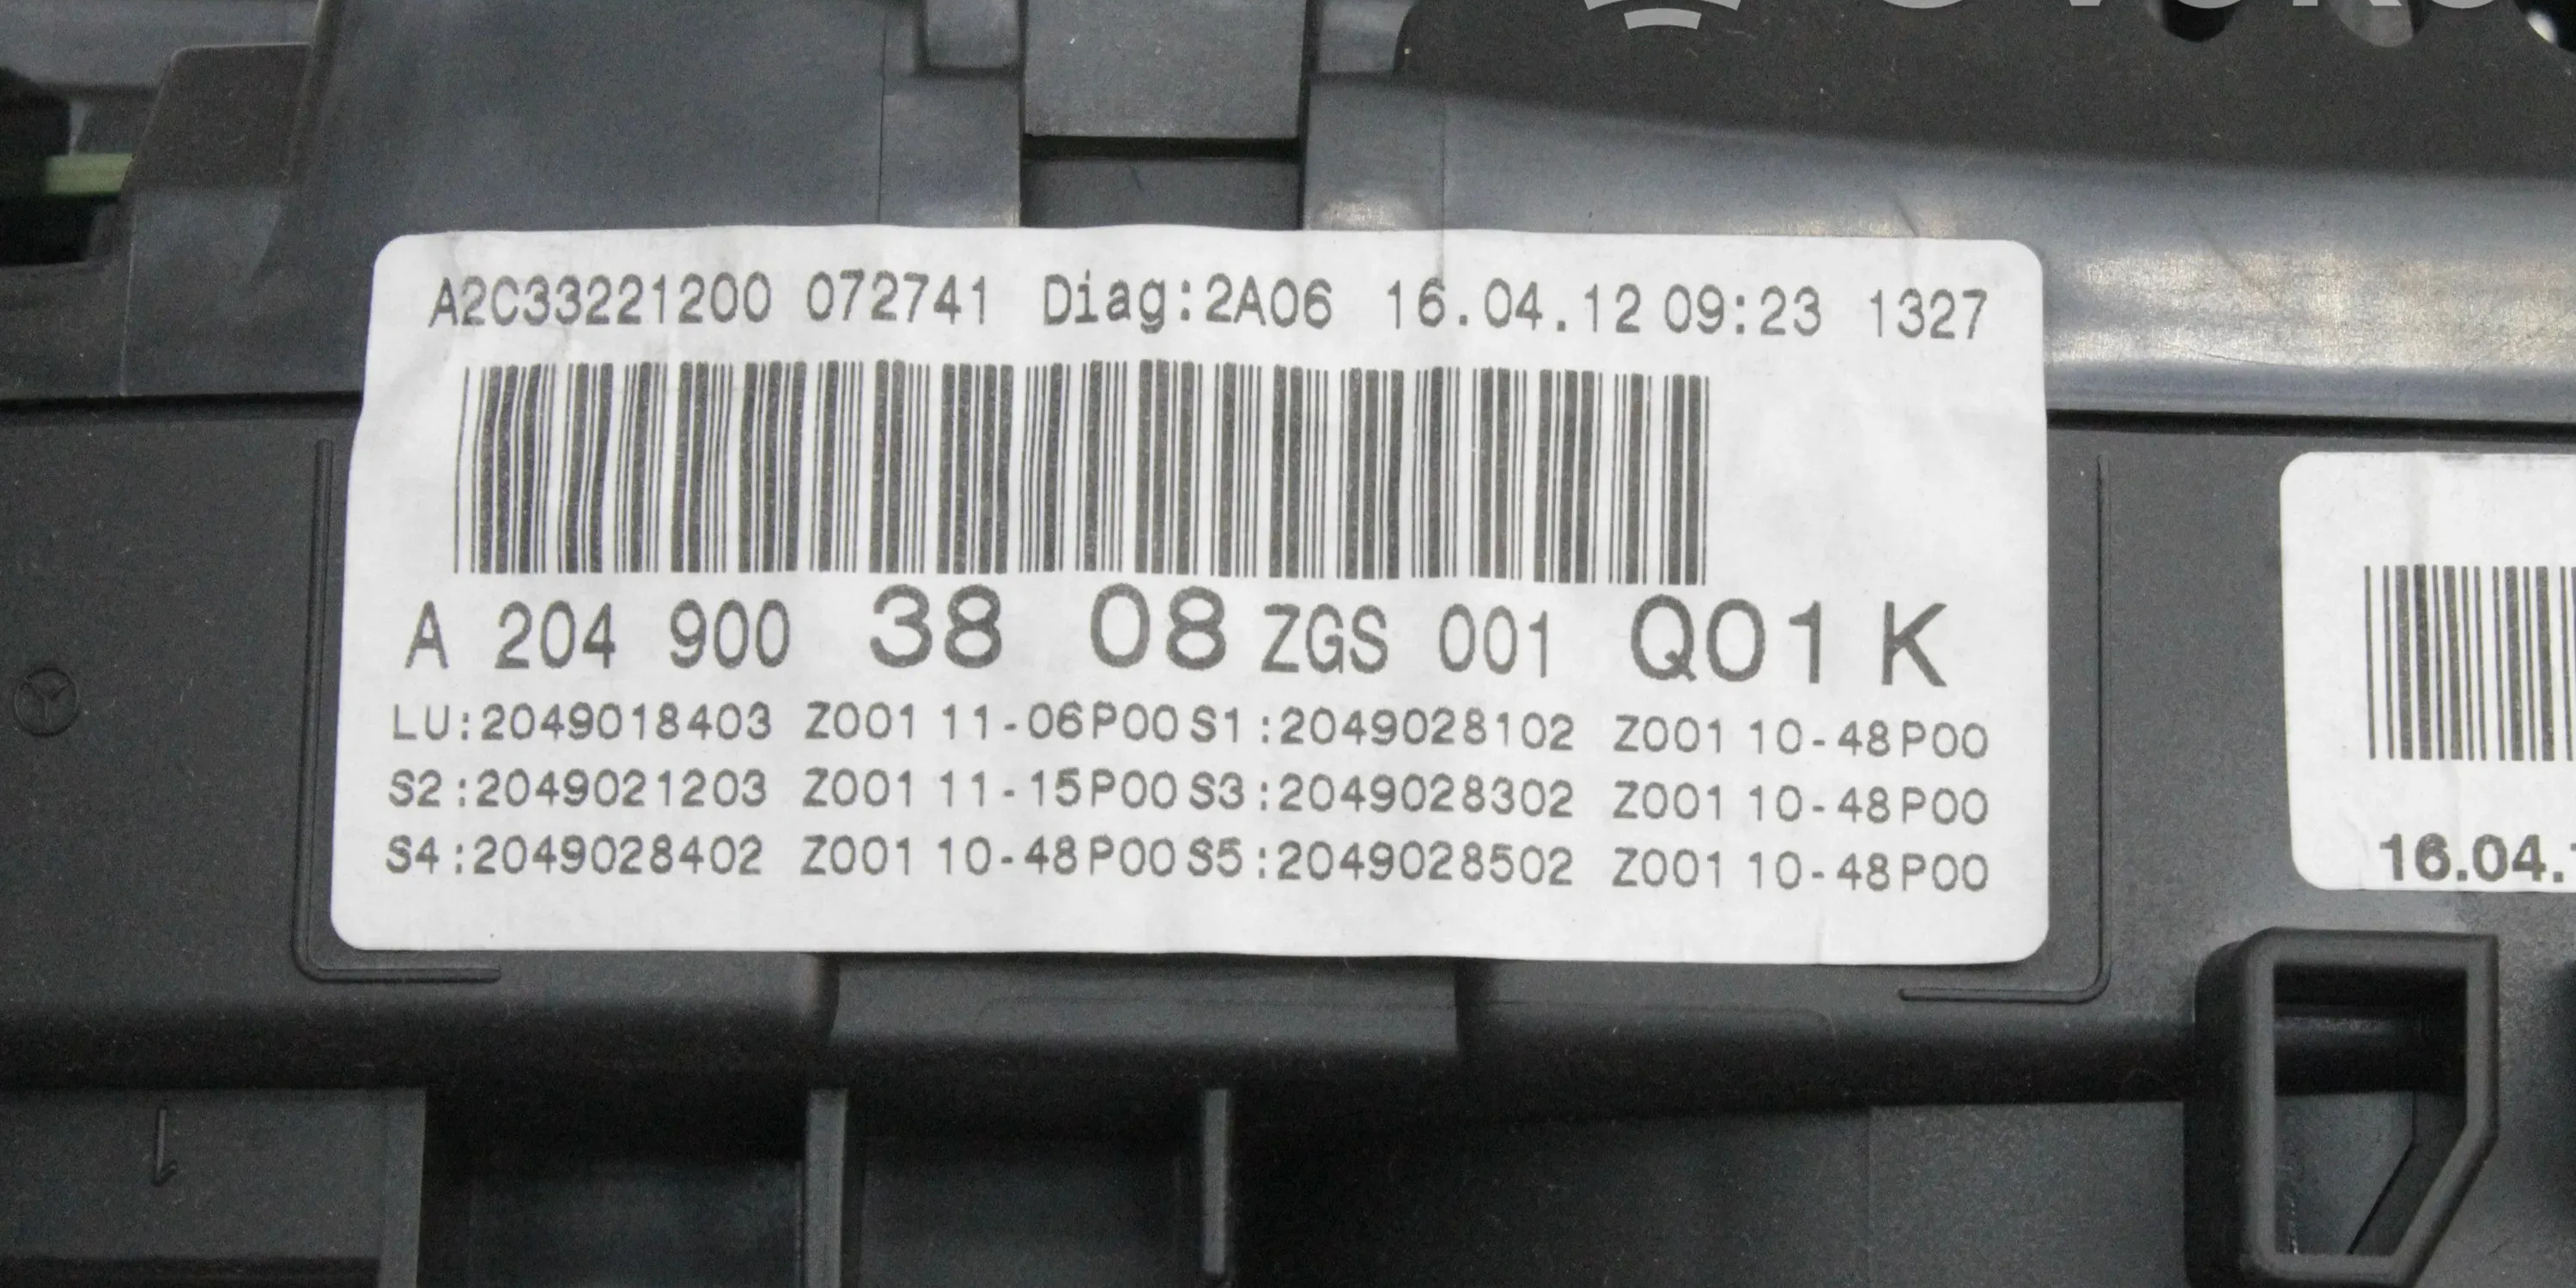 A2C33221200 072741 Diag:2A06 16.04.12 09:23 1327
A 204 900 38 08 ZGS 001 Q01 K
LU:2049018403 Z001 11-06P00 S1:2049028102 Z001 10-48P00
S2:2049021203 Z001 11-15P00 S3:2049028302 Z001 10-48P00
S4:2049028402 Z001 10-48P00 S5:2049028502 Z001 10-48P00
16.04.